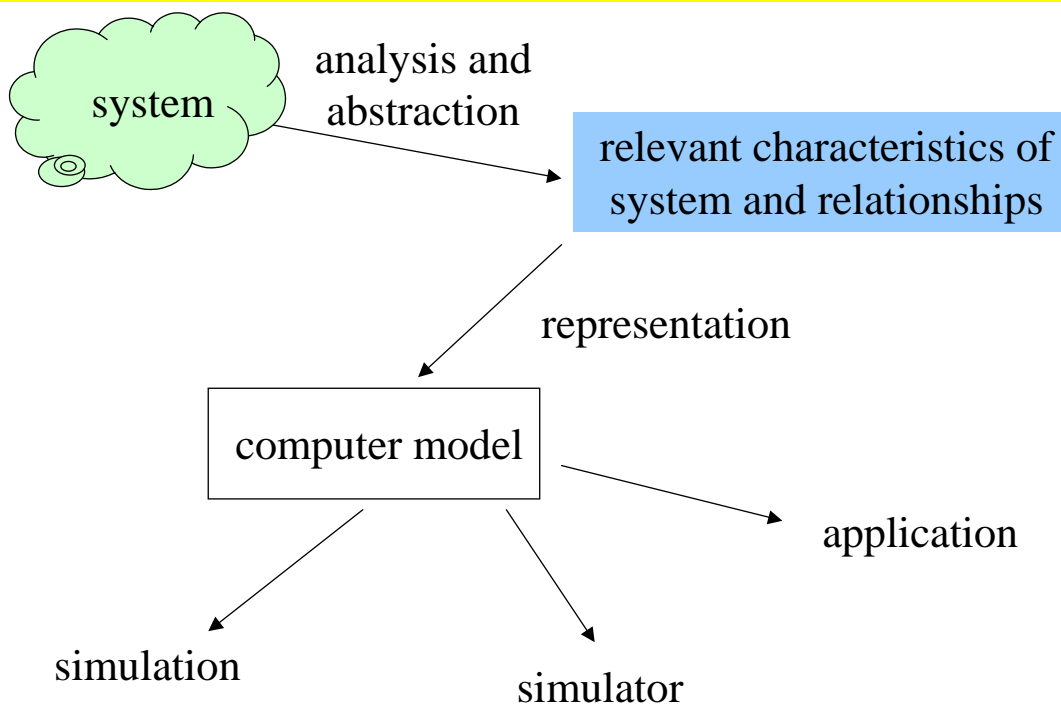 system
analysis and
abstraction
relevant characteristics of
system and relationships
representation
computer model
application
simulation
simulator